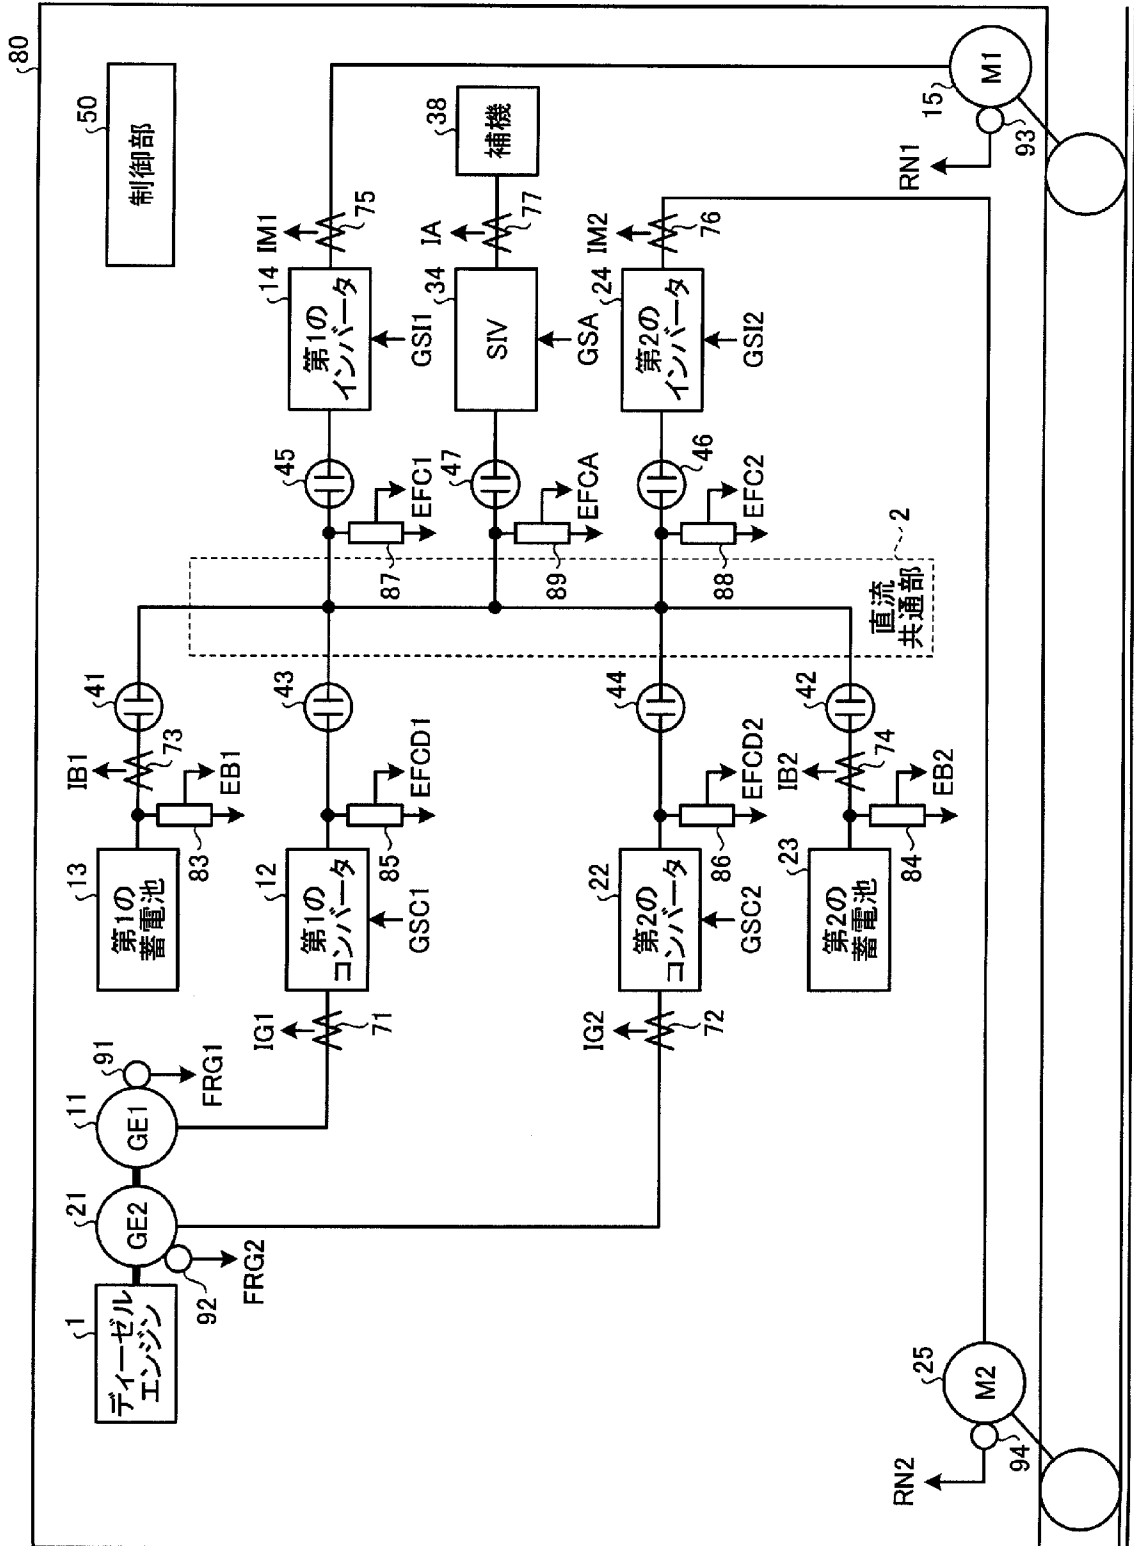 80
50
制御部
1
ディーゼル
エンジン
21
GE2
92
FRG2
11
GE1
91
FRG1
13
第1の
蓄電池
83
EB1
IB1
73
41
IG1
71
12
第1の
コンバータ
GSC1
85
EFCD1
43
45
87
EFC1
14
第1の
インバータ
GSI1
IM1
75
47
89
EFCA
34
SIV
GSA
IA
77
38
補機
IG2
72
22
第2の
コンバータ
GSC2
86
EFCD2
44
46
88
EFC2
24
第2の
インバータ
GSI2
IM2
76
23
第2の
蓄電池
84
EB2
IB2
74
42
直流
共通部
2
RN2
94
25
M2
RN1
93
15
M1